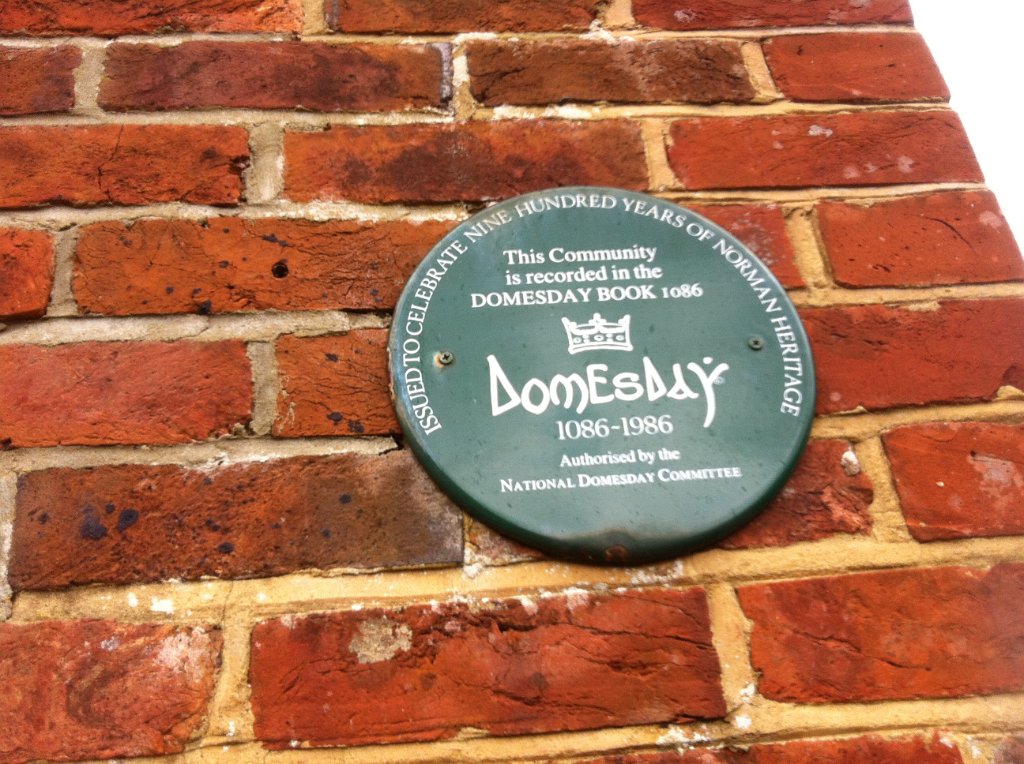 ISSUED TO CELEBRATE NINE HUNDRED YEARS OF NORMAN HERITAGE
This Community
is recorded in the
DOMESDAY BOOK 1086
DOMESDAY
1086-1986
Authorised by the
NATIONAL DOMESDAY COMMITTEE